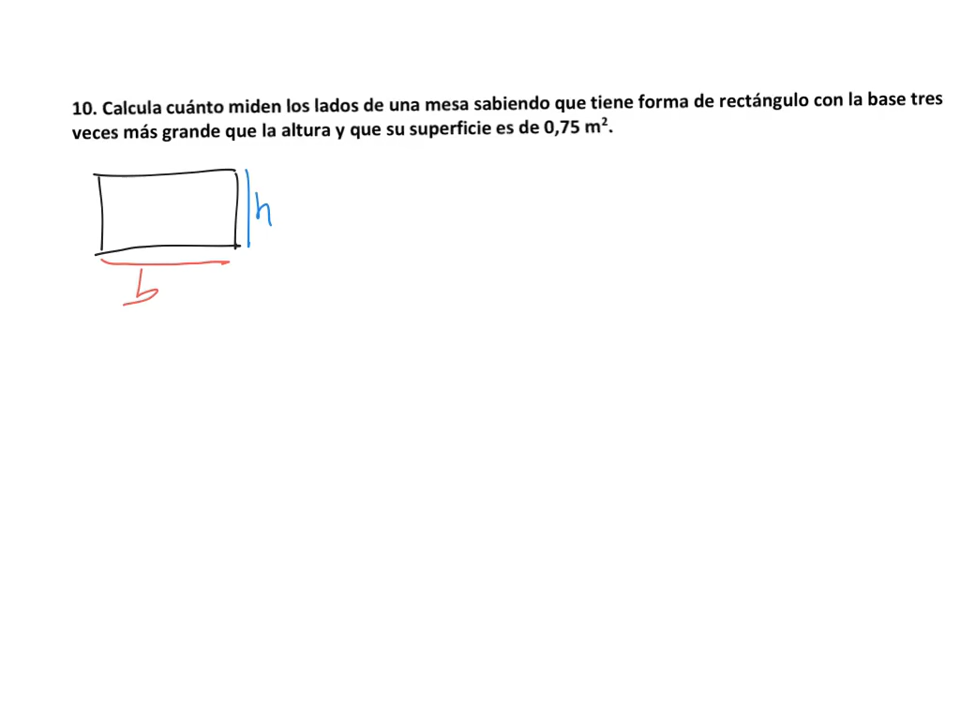 10. Calcula cuánto miden los lados de una mesa sabiendo que tiene forma de rectángulo con la base tres
veces más grande que la altura y que su superficie es de 0,75 m².
h
b